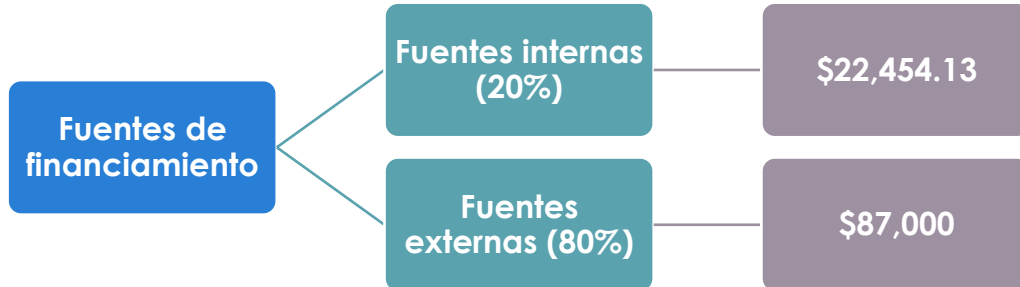 Fuentes de
financiamiento
Fuentes internas
(20%)
$22,454.13
Fuentes
externas (80%)
$87,000